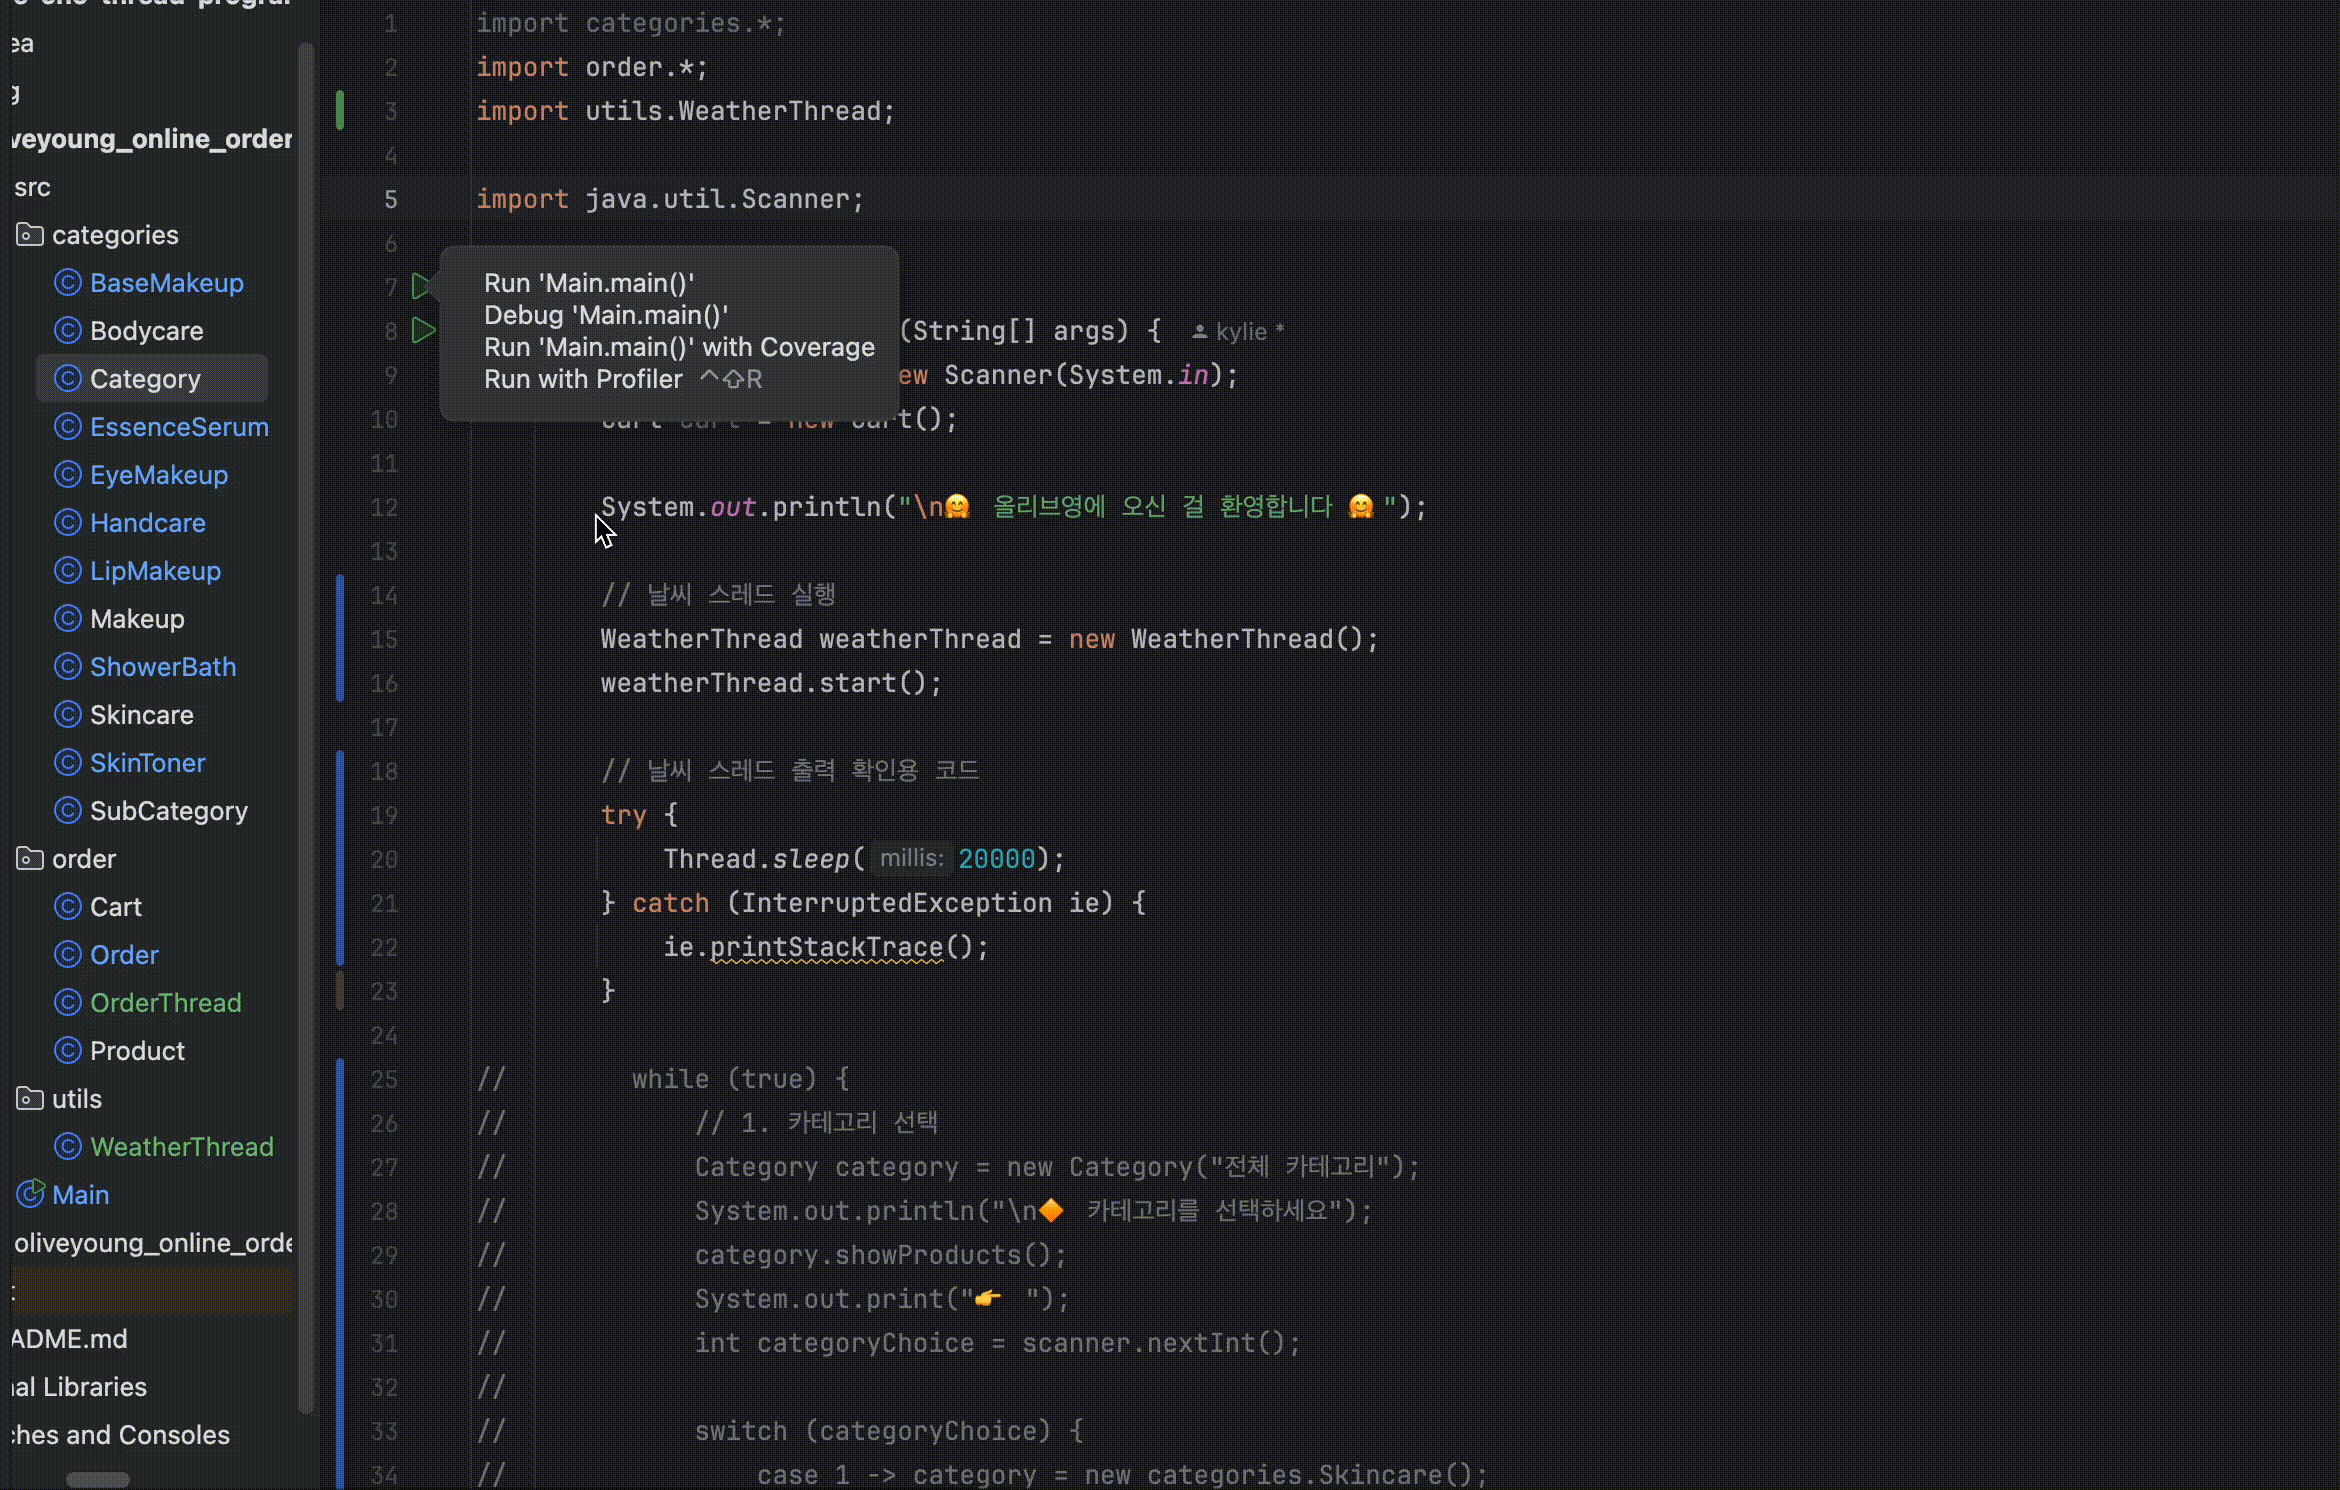 ea
g
veyoung_online_order
src
categories
BaseMakeup
Bodycare
Category
EssenceSerum
EyeMakeup
Handcare
LipMakeup
Makeup
ShowerBath
Skincare
SkinToner
SubCategory
order
Cart
Order
OrderThread
Product
utils
WeatherThread
Main
oliveyoung_online_orde
ADME.md
al Libraries
ches and Consoles
1 import categories.*;
2 import order.*;
3 import utils.WeatherThread;
4
5 import java.util.Scanner;
6
7
Run 'Main.main()'
Debug 'Main.main()'
Run 'Main.main()' with Coverage
Run with Profiler ^⇧R
8 (String[] args) { kylie *
9 ew Scanner(System.in);
10 cart = new Cart();
11
12 System.out.println("\n🤗 올리브영에 오신 걸 환영합니다 🤗 ");
13
14 // 날씨 스레드 실행
15 WeatherThread weatherThread = new WeatherThread();
16 weatherThread.start();
17
18 // 날씨 스레드 출력 확인용 코드
19 try {
20 Thread.sleep( millis: 20000);
21 } catch (InterruptedException ie) {
22 ie.printStackTrace();
23 }
24
25 // while (true) {
26 // // 1. 카테고리 선택
27 // Category category = new Category("전체 카테고리");
28 // System.out.println("\n🔶 카테고리를 선택하세요");
29 // category.showProducts();
30 // System.out.print("👉 ");
31 // int categoryChoice = scanner.nextInt();
32 //
33 // switch (categoryChoice) {
34 // case 1 -> category = new categories.Skincare();